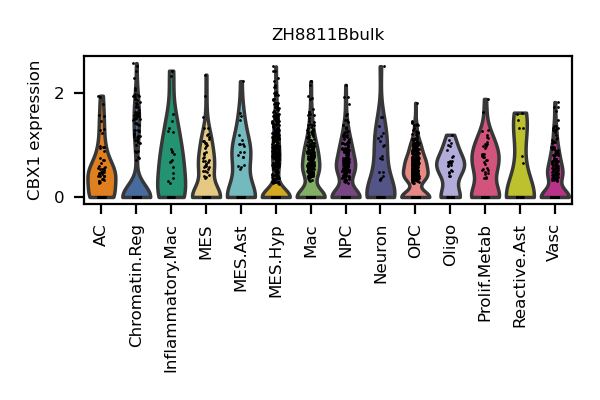 ZH8811Bbulk
CBX1 expression
2
0
AC
Chromatin.Reg
Inflammatory.Mac
MES
MES.Ast
MES.Hyp
Mac
NPC
Neuron
OPC
Oligo
Prolif.Metab
Reactive.Ast
Vasc